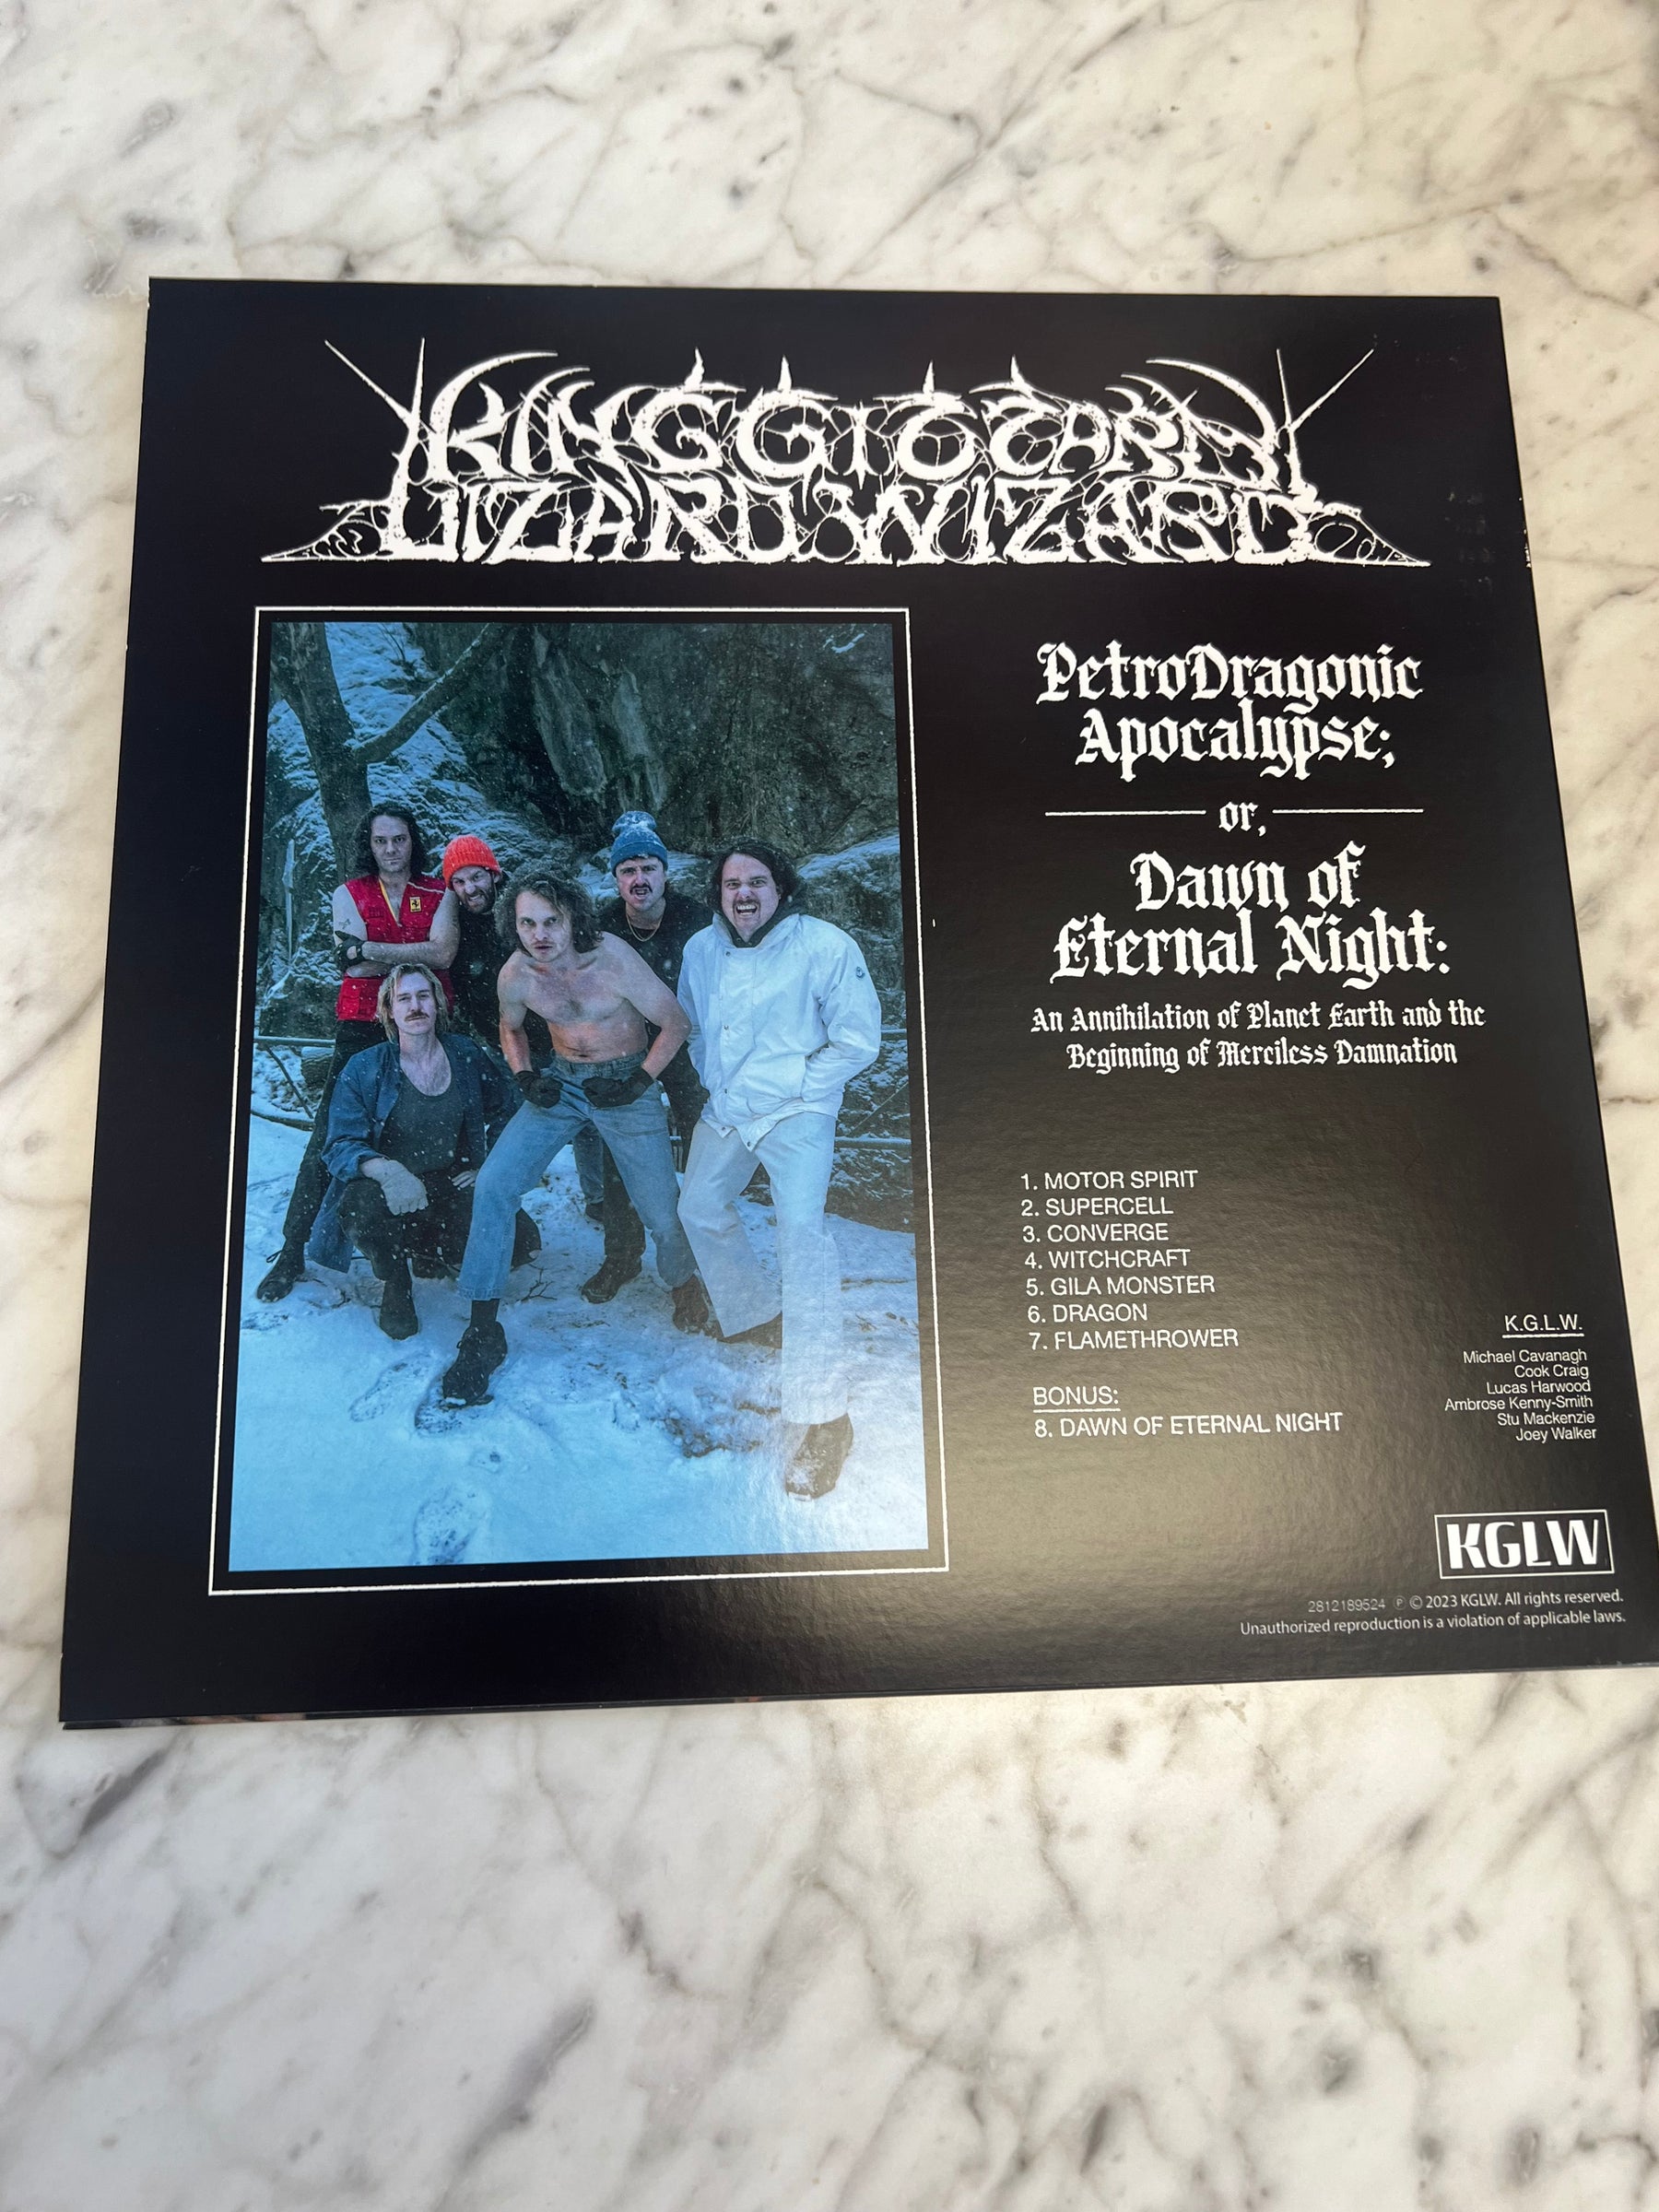 KING GIZZARD
LIZARD WIZARD
PetroDragonic
Apocalypse;
or,
Dawn of
Eternal Night:
An Annihilation of Planet Earth and the
Beginning of Merciless Damnation
1. MOTOR SPIRIT
2. SUPERCELL
3. CONVERGE
4. WITCHCRAFT
5. GILA MONSTER
6. DRAGON
7. FLAMETHROWER
BONUS:
8. DAWN OF ETERNAL NIGHT
K.G.L.W.
Michael Cavanagh
Cook Craig
Lucas Harwood
Ambrose Kenny-Smith
Stu Mackenzie
Joey Walker
KGLW
2812189524 ℗ © 2023 KGLW. All rights reserved.
Unauthorized reproduction is a violation of applicable laws.